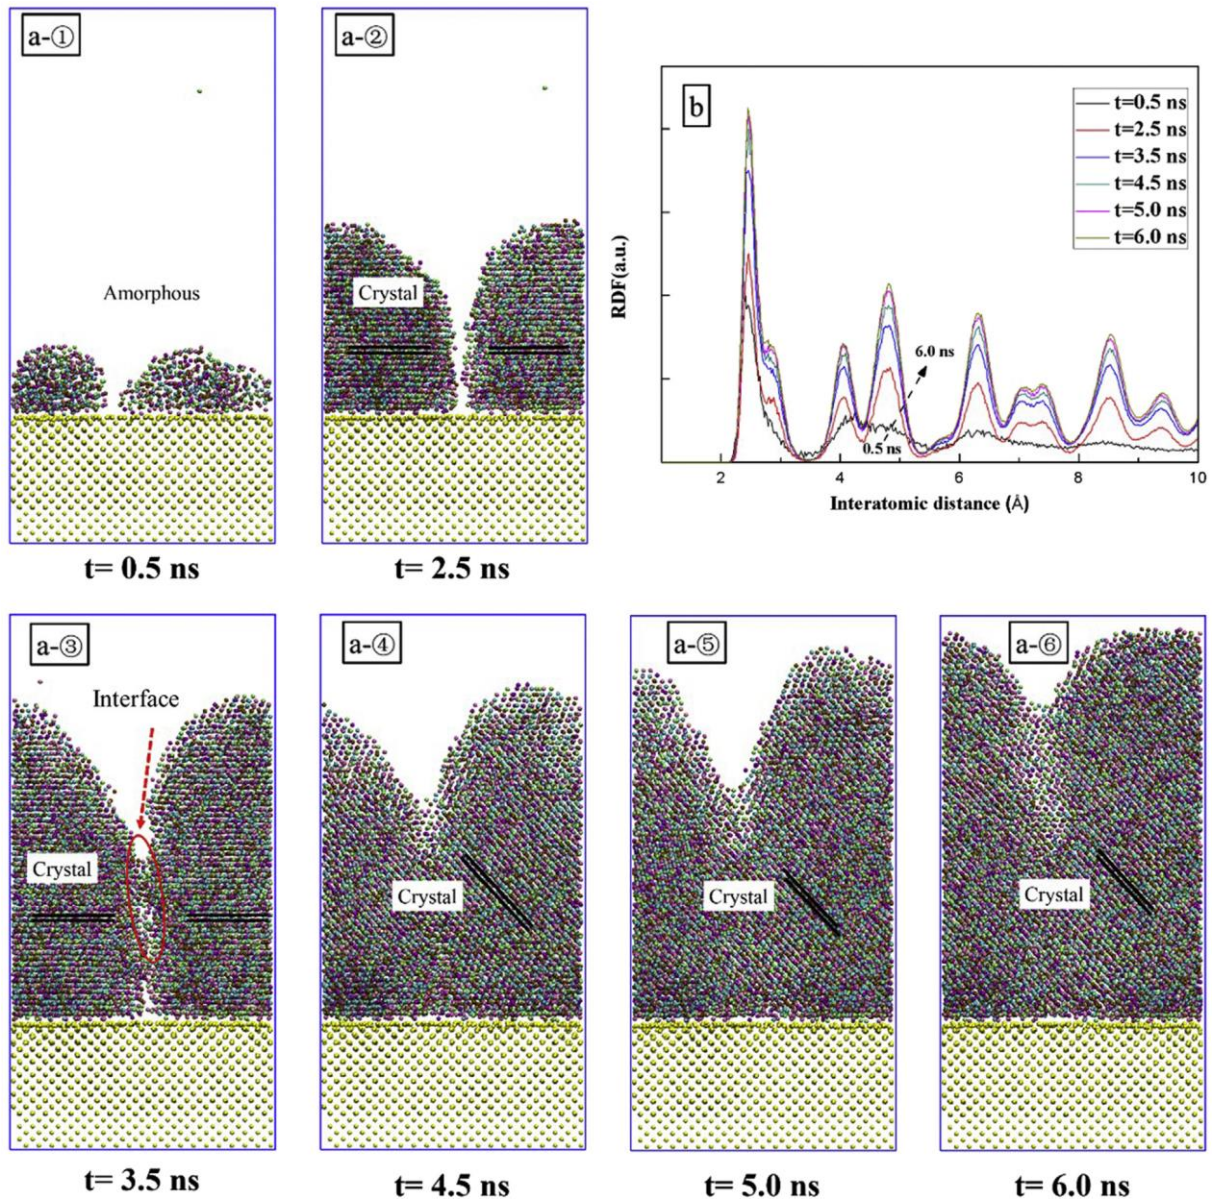 a-①
Amorphous
t= 0.5 ns
a-②
Crystal
t= 2.5 ns
b
t=0.5 ns
t=2.5 ns
t=3.5 ns
t=4.5 ns
t=5.0 ns
t=6.0 ns
RDF(a.u.)
6.0 ns
0.5 ns
2 4 6 8 10
Interatomic distance (Å)
a-③
Interface
Crystal
t= 3.5 ns
a-④
Crystal
t= 4.5 ns
a-⑤
Crystal
t= 5.0 ns
a-⑥
Crystal
t= 6.0 ns